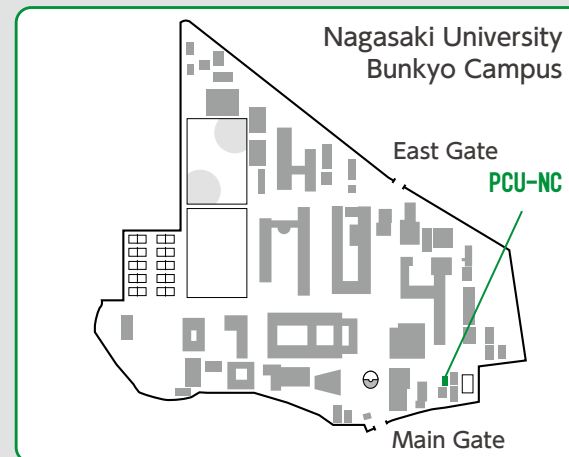 Nagasaki University
Bunkyo Campus
East Gate
PCU-NC
Main Gate